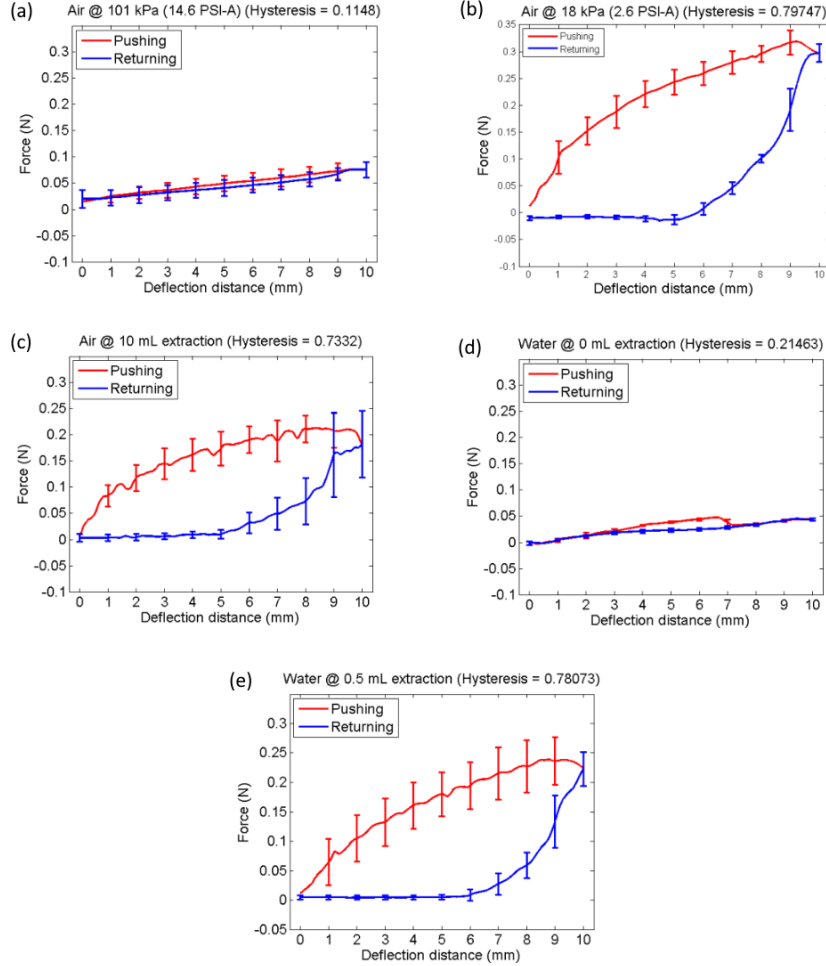 (a)
Air @ 101 kPa (14.6 PSI-A) (Hysteresis = 0.1148)
Pushing
Returning
0.3
0.25
0.2
0.15
0.1
0.05
0
-0.05
-0.1
Force (N)
0 1 2 3 4 5 6 7 8 9 10
Deflection distance (mm)
(b)
Air @ 18 kPa (2.6 PSI-A) (Hysteresis = 0.79747)
Pushing
Returning
0.35
0.3
0.25
0.2
0.15
0.1
0.05
0
-0.05
-0.1
Force (N)
0 1 2 3 4 5 6 7 8 9 10
Deflection distance (mm)
(c)
Air @ 10 mL extraction (Hysteresis = 0.7332)
Pushing
Returning
0.3
0.25
0.2
0.15
0.1
0.05
0
-0.05
-0.1
Force (N)
0 1 2 3 4 5 6 7 8 9 10
Deflection distance (mm)
(d)
Water @ 0 mL extraction (Hysteresis = 0.21463)
Pushing
Returning
0.3
0.25
0.2
0.15
0.1
0.05
0
-0.05
-0.1
Force (N)
0 1 2 3 4 5 6 7 8 9 10
Deflection distance (mm)
(e)
Water @ 0.5 mL extraction (Hysteresis = 0.78073)
Pushing
Returning
0.3
0.25
0.2
0.15
0.1
0.05
0
-0.05
Force (N)
0 1 2 3 4 5 6 7 8 9 10
Deflection distance (mm)